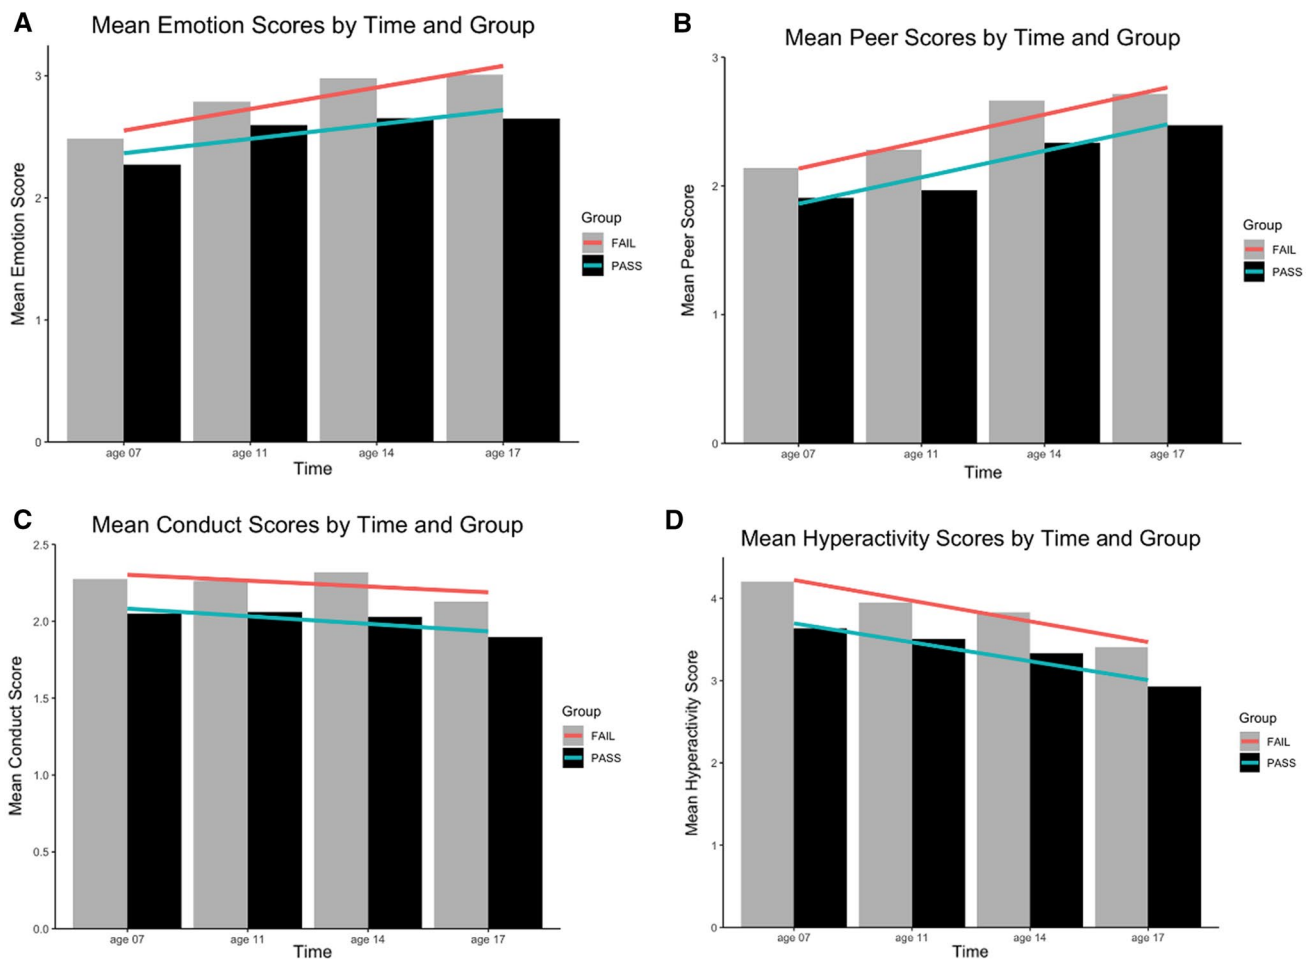 A
Mean Emotion Scores by Time and Group
Mean Emotion Score
3
2
1
0
age 07 age 11 age 14 age 17
Time
Group
FAIL
PASS
B
Mean Peer Scores by Time and Group
Mean Peer Score
3
2
1
0
age 07 age 11 age 14 age 17
Time
Group
FAIL
PASS
C
Mean Conduct Scores by Time and Group
Mean Conduct Score
2.5
2.0
1.5
1.0
0.5
0.0
age 07 age 11 age 14 age 17
Time
Group
FAIL
PASS
D
Mean Hyperactivity Scores by Time and Group
Mean Hyperactivity Score
4
3
2
1
0
age 07 age 11 age 14 age 17
Time
Group
FAIL
PASS